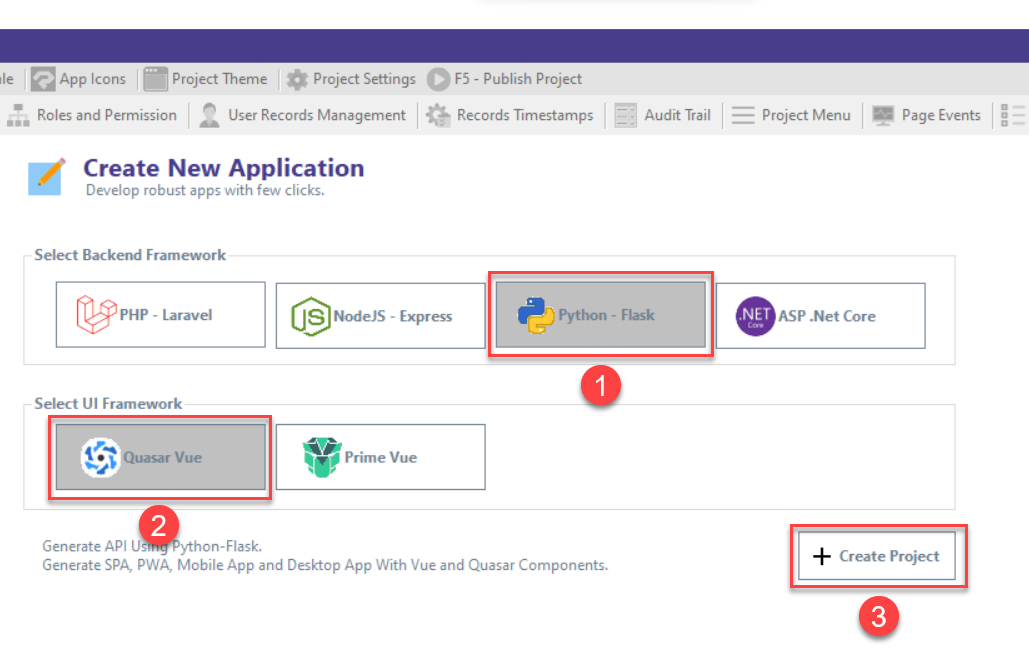 App Icons Project Theme Project Settings F5 - Publish Project
Roles and Permission User Records Management Records Timestamps Audit Trail Project Menu Page Events
Create New Application
Develop robust apps with few clicks.
Select Backend Framework
PHP - Laravel NodeJS - Express Python - Flask .NET Core ASP .Net Core
1
Select UI Framework
Quasar Vue Prime Vue
2
Generate API Using Python-Flask.
Generate SPA, PWA, Mobile App and Desktop App With Vue and Quasar Components.
+ Create Project
3